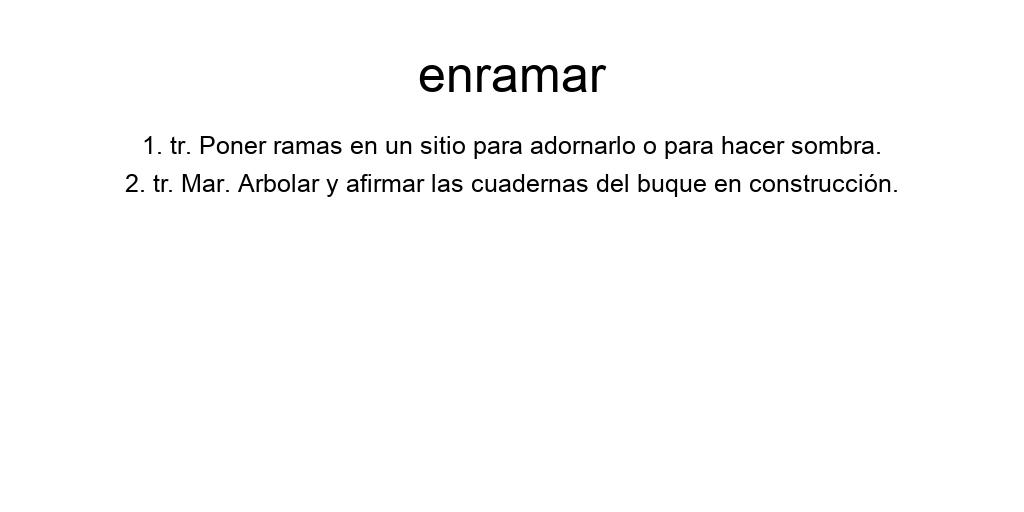 enramar
1. tr. Poner ramas en un sitio para adornarlo o para hacer sombra.
2. tr. Mar. Arbolar y afirmar las cuadernas del buque en construcción.